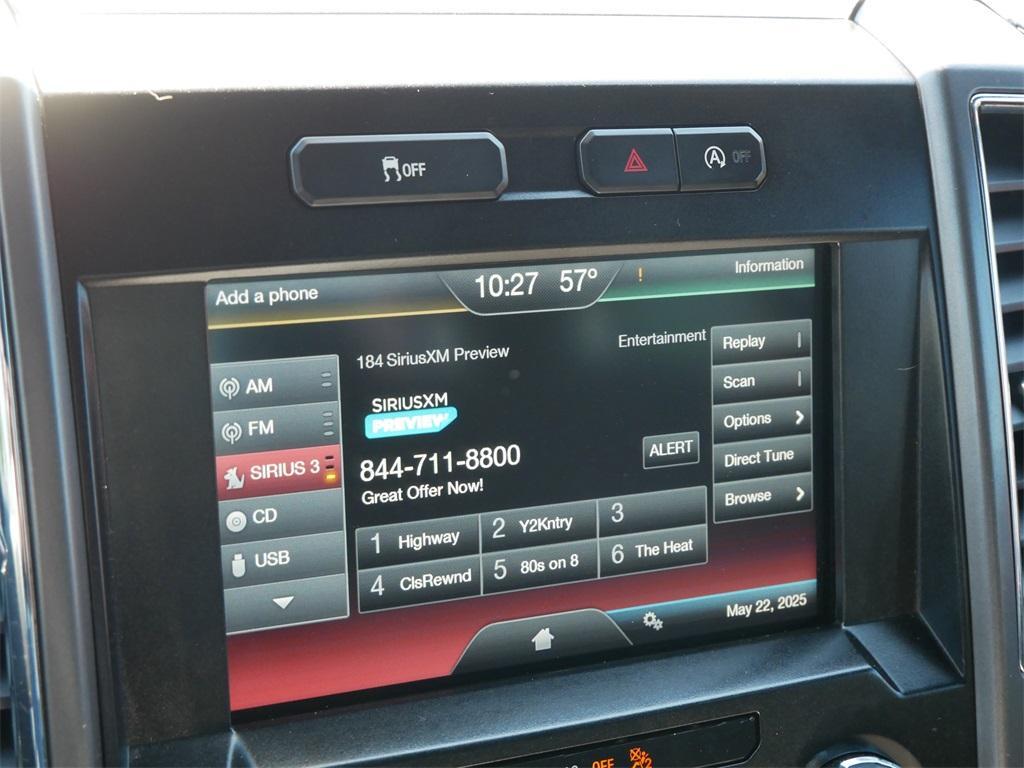 OFF
A OFF
Add a phone
10:27 57°
!
Information
184 SiriusXM Preview
Entertainment
AM
FM
SIRIUS 3
CD
USB
SIRIUSXM
PREVIEW
844-711-8800
Great Offer Now!
ALERT
Replay
Scan
Options
Direct Tune
Browse
1 Highway
2 Y2Kntry
3
4 ClsRewnd
5 80s on 8
6 The Heat
May 22, 2025
OFF
2